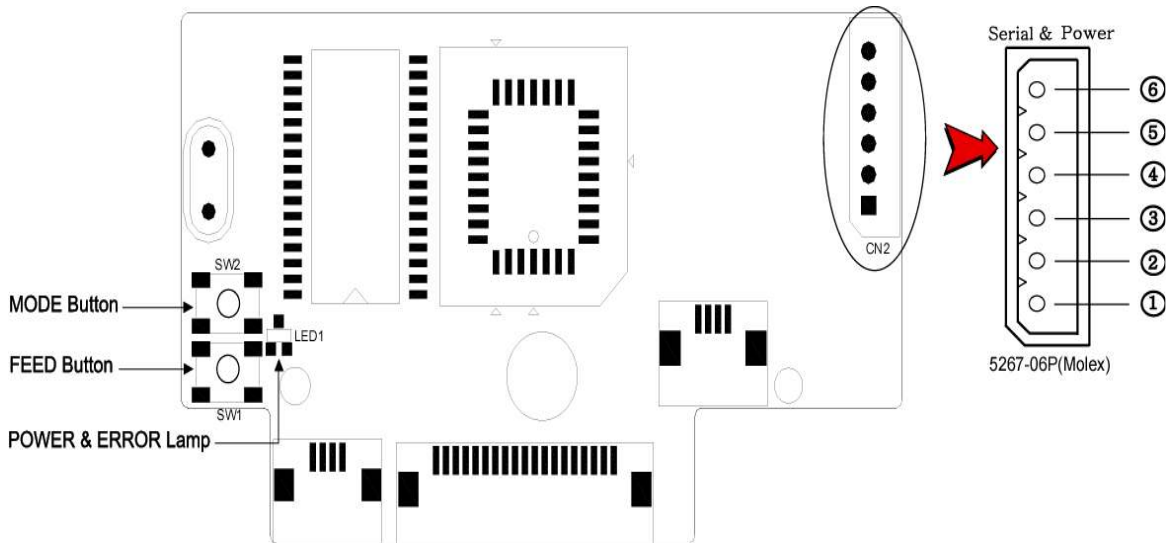 Serial & Power
⑥
⑤
④
③
②
①
5267-06P(Molex)
CN2
SW2
MODE Button
LED1
FEED Button
SW1
POWER & ERROR Lamp